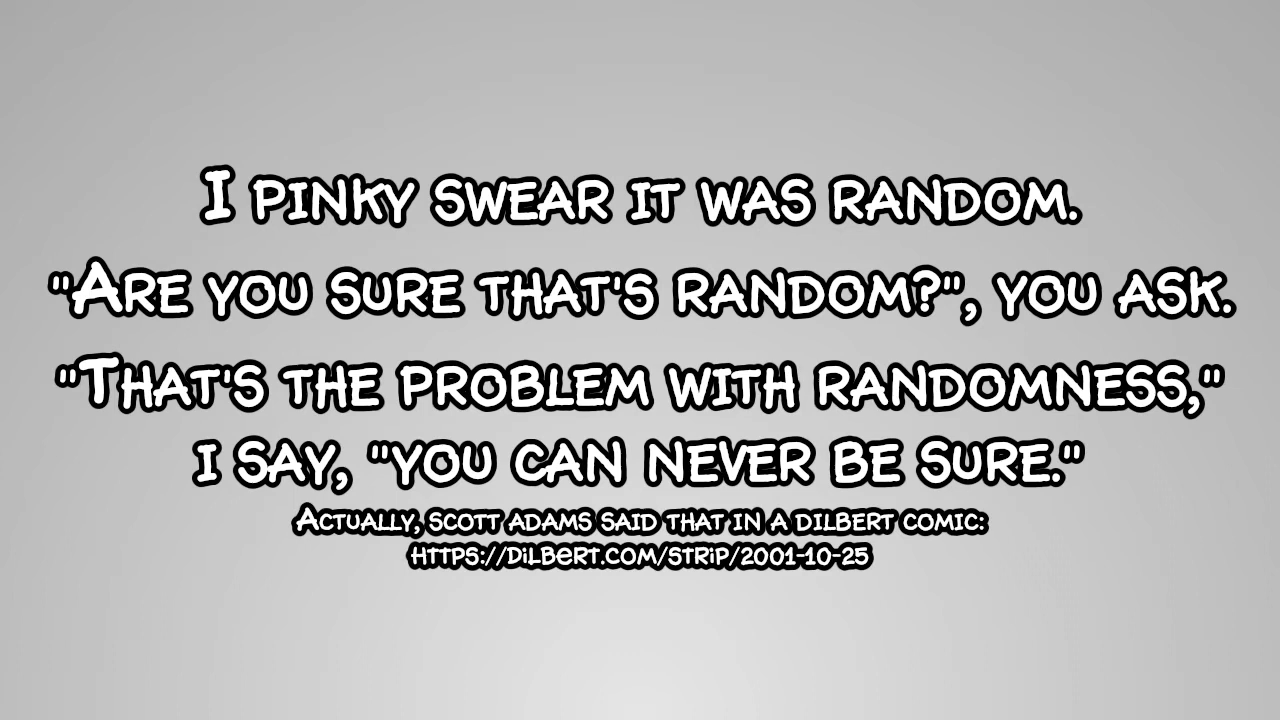 I pinky swear it was random.
"Are you sure that's random?", you ask.
"That's the problem with randomness,"
i say, "you can never be sure."
Actually, scott adams said that in a dilbert comic:
https://dilbert.com/strip/2001-10-25